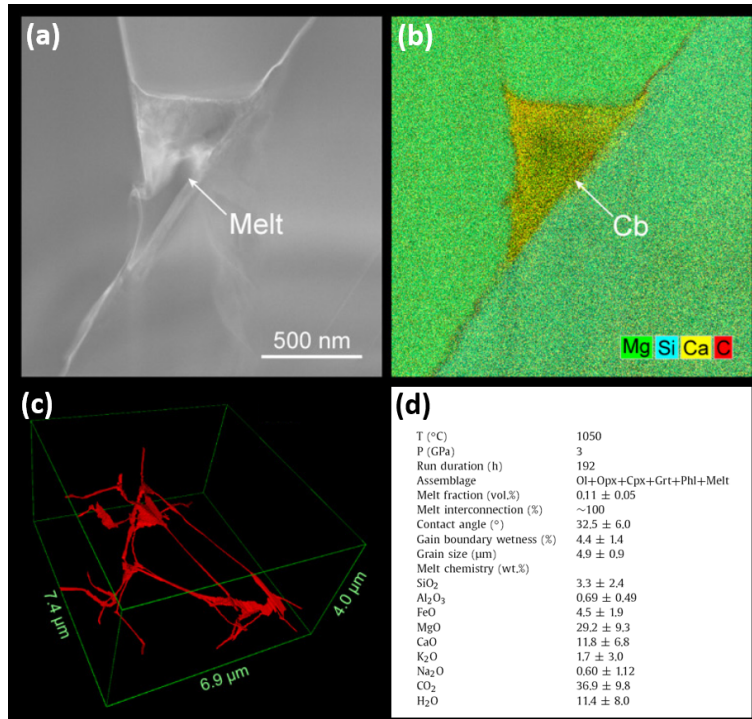 (a)
Melt
500 nm
(b)
Cb
Mg Si Ca C
(c)
7.4 μm
6.9 μm
4.0 μm
(d)
T (°C) 1050
P (GPa) 3
Run duration (h) 192
Assemblage Ol+Opx+Cpx+Grt+Phl+Melt
Melt fraction (vol.%) 0.11 ± 0.05
Melt interconnection (%) ~100
Contact angle (°) 32.5 ± 6.0
Gain boundary wetness (%) 4.4 ± 1.4
Grain size (μm) 4.9 ± 0.9
Melt chemistry (wt.%)
SiO₂ 3.3 ± 2.4
Al₂O₃ 0.69 ± 0.49
FeO 4.5 ± 1.9
MgO 29.2 ± 9.3
CaO 11.8 ± 6.8
K₂O 1.7 ± 3.0
Na₂O 0.60 ± 1.12
CO₂ 36.9 ± 9.8
H₂O 11.4 ± 8.0